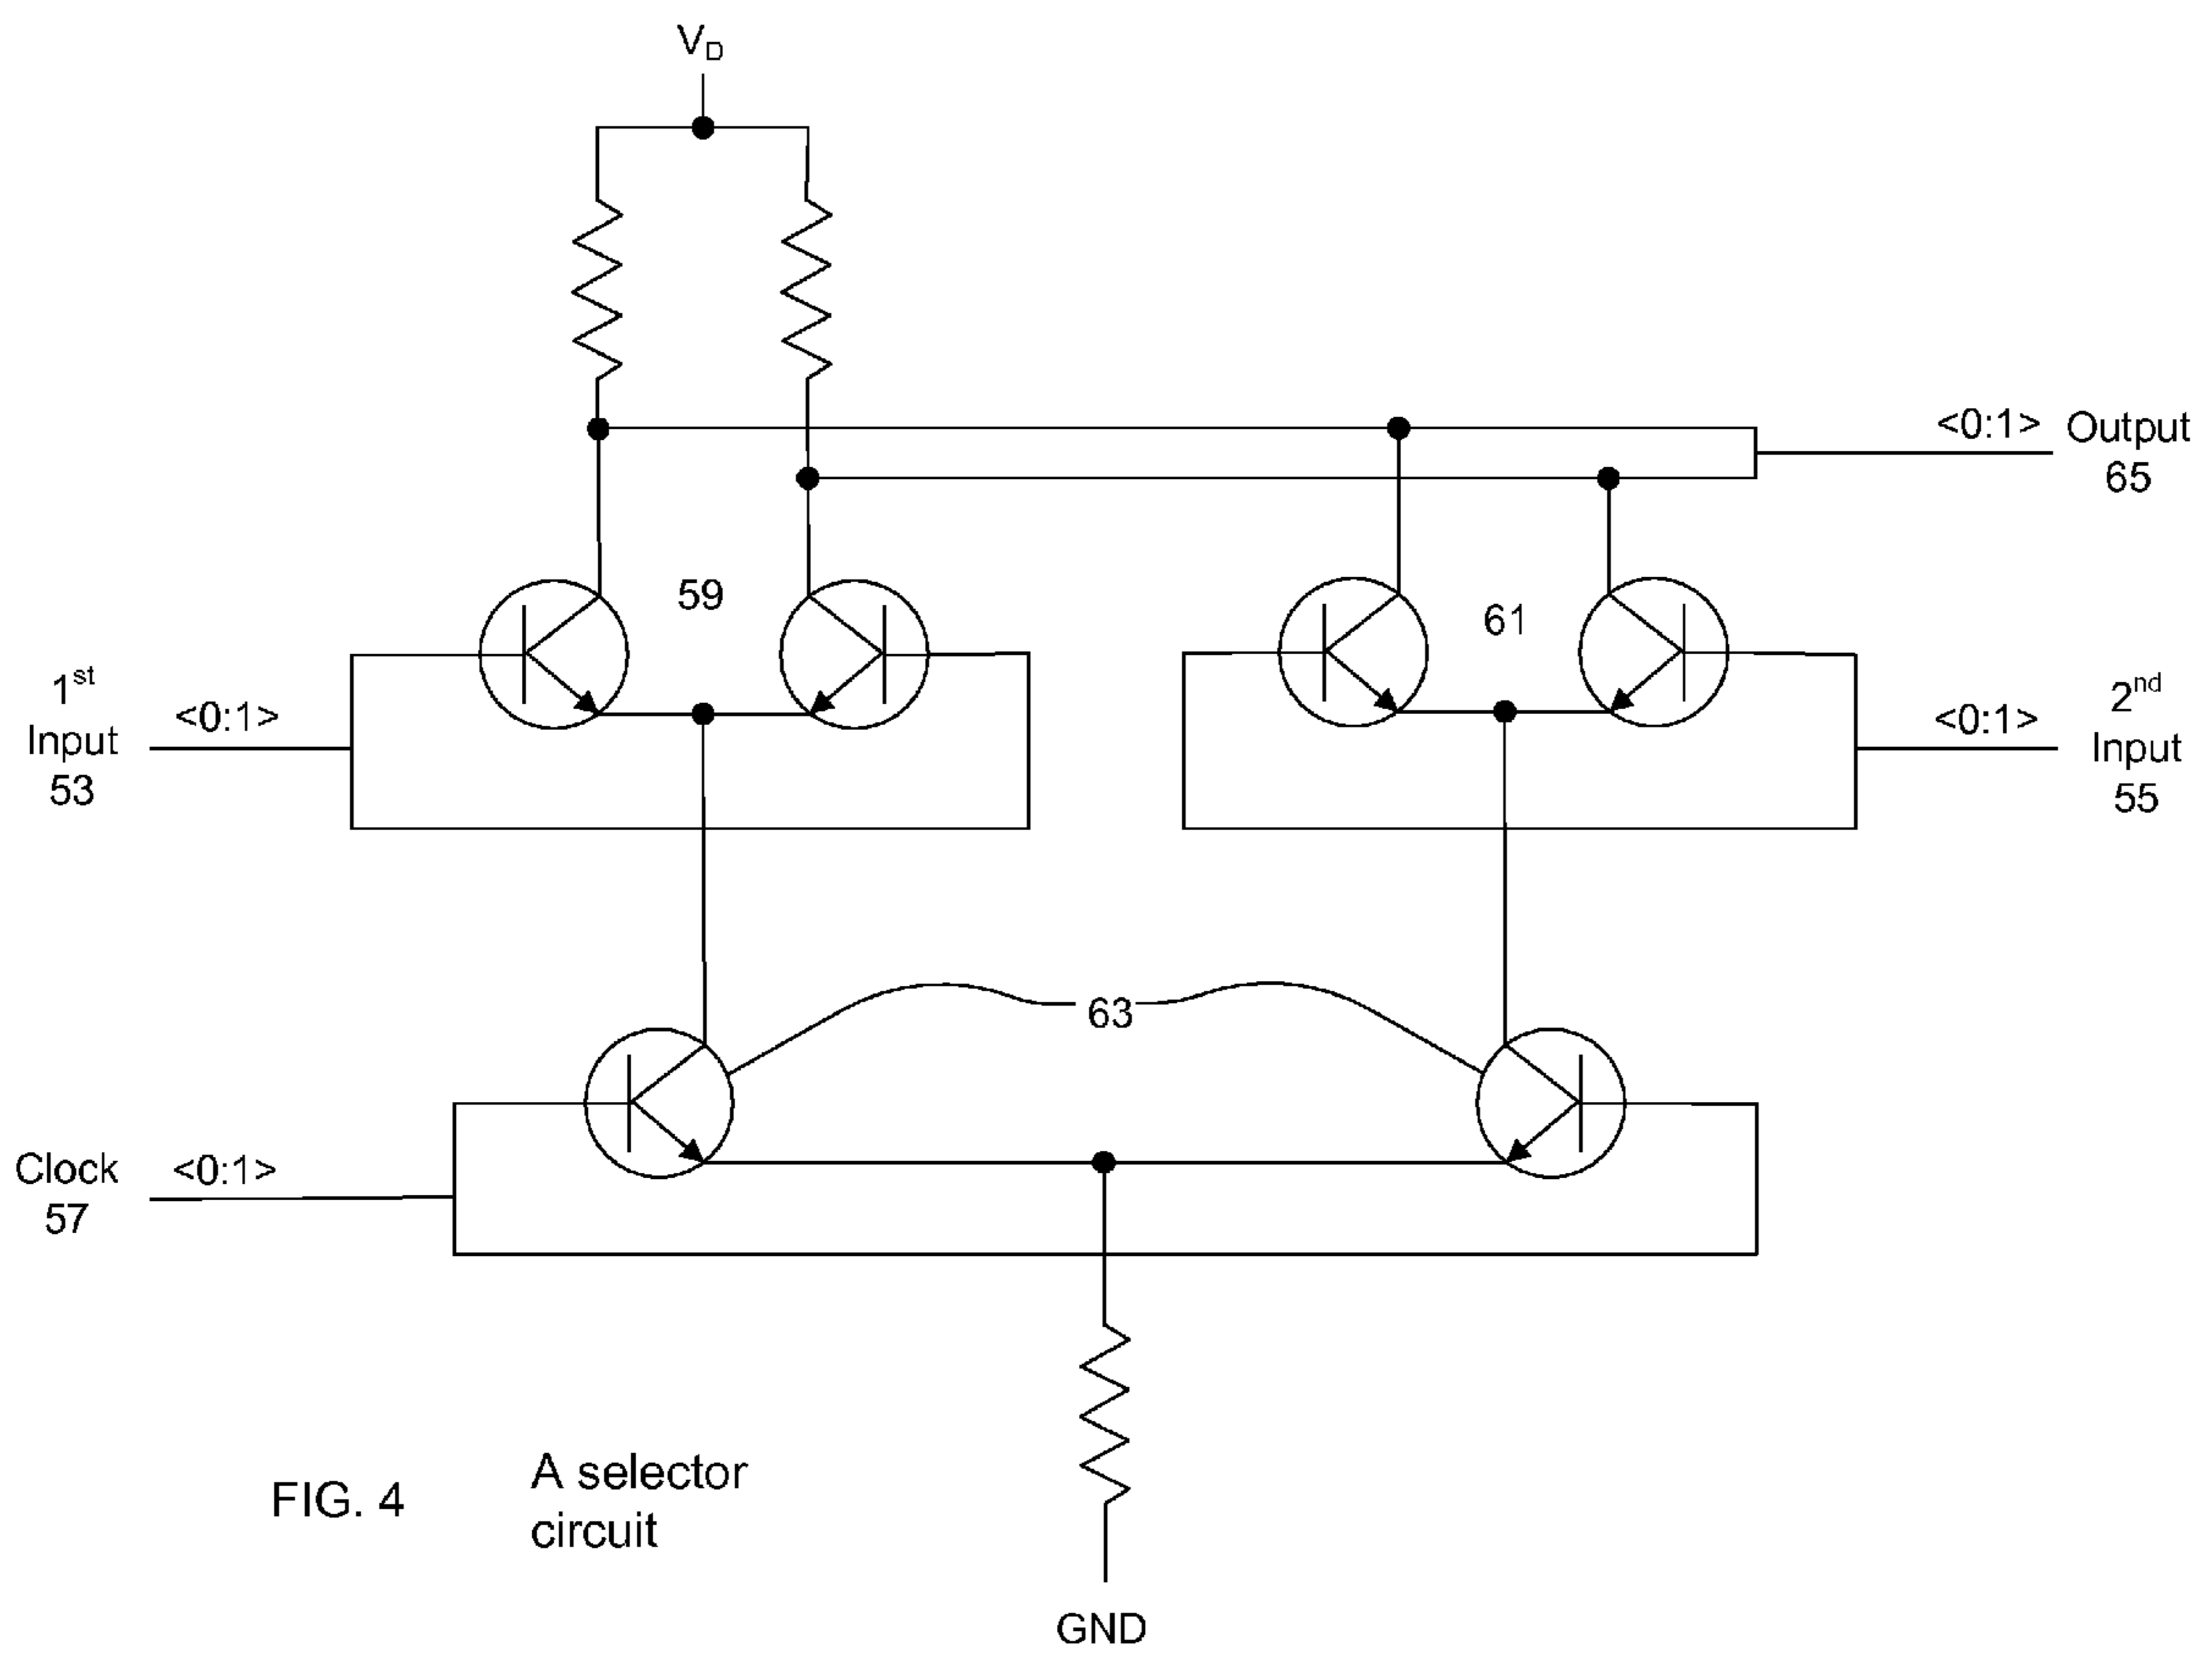 VD
<0:1> Output
65
59
61
1st
<0:1>
Input
53
2nd
<0:1>
Input
55
63
Clock <0:1>
57
A selector
circuit
FIG. 4
GND